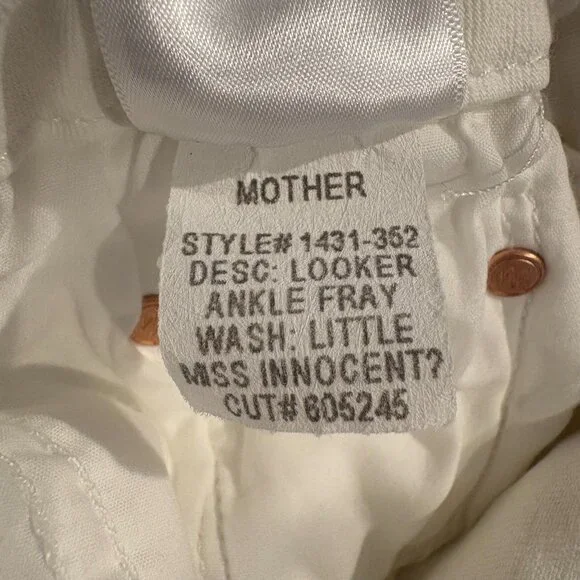 MOTHER
STYLE# 1431-352
DESC: LOOKER
ANKLE FRAY
WASH: LITTLE
MISS INNOCENT?
CUT# 605245